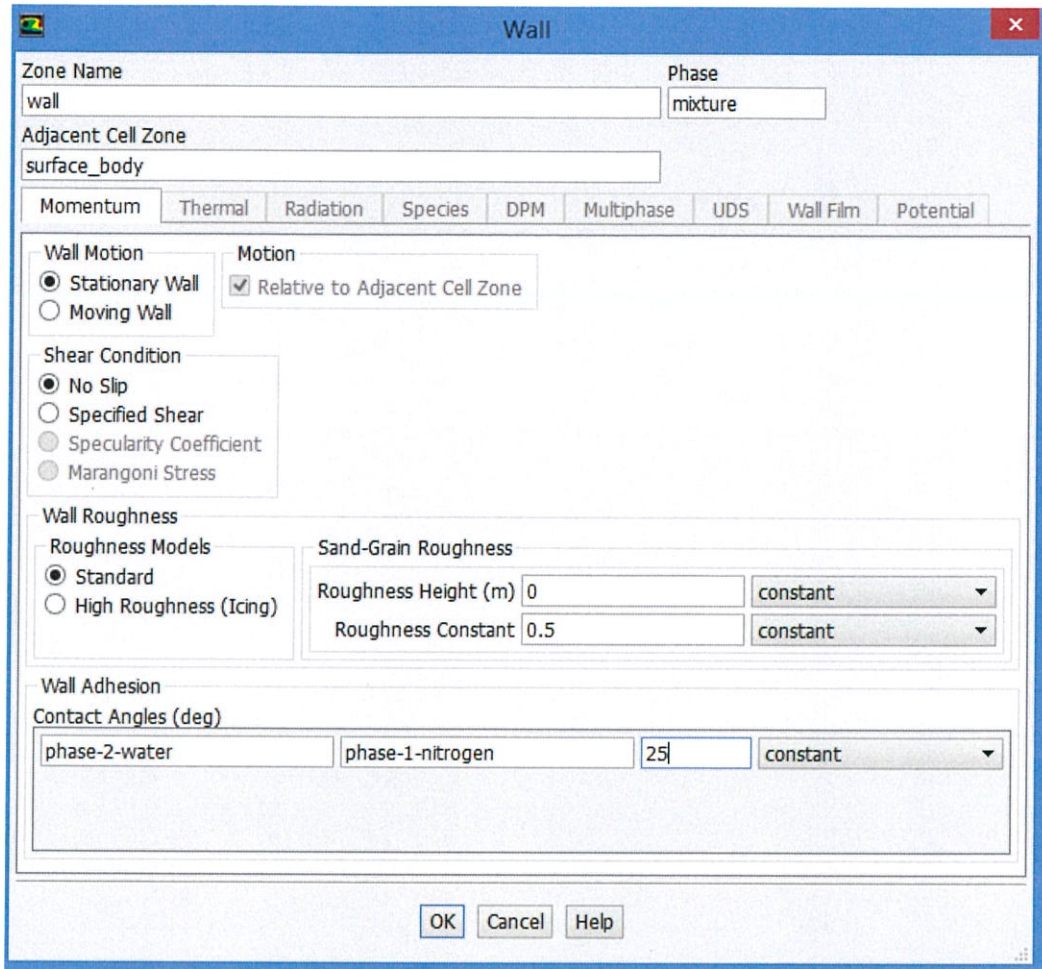 Wall
Zone Name Phase
wall mixture
Adjacent Cell Zone
surface_body
Momentum Thermal Radiation Species DPM Multiphase UDS Wall Film Potential
Wall Motion Motion
Stationary Wall Relative to Adjacent Cell Zone
Moving Wall
Shear Condition
No Slip
Specified Shear
Specularity Coefficient
Marangoni Stress
Wall Roughness
Roughness Models Sand-Grain Roughness
Standard
Roughness Height (m) 0 constant
High Roughness (Icing)
Roughness Constant 0.5 constant
Wall Adhesion
Contact Angles (deg)
phase-2-water phase-1-nitrogen 25 constant
OK Cancel Help